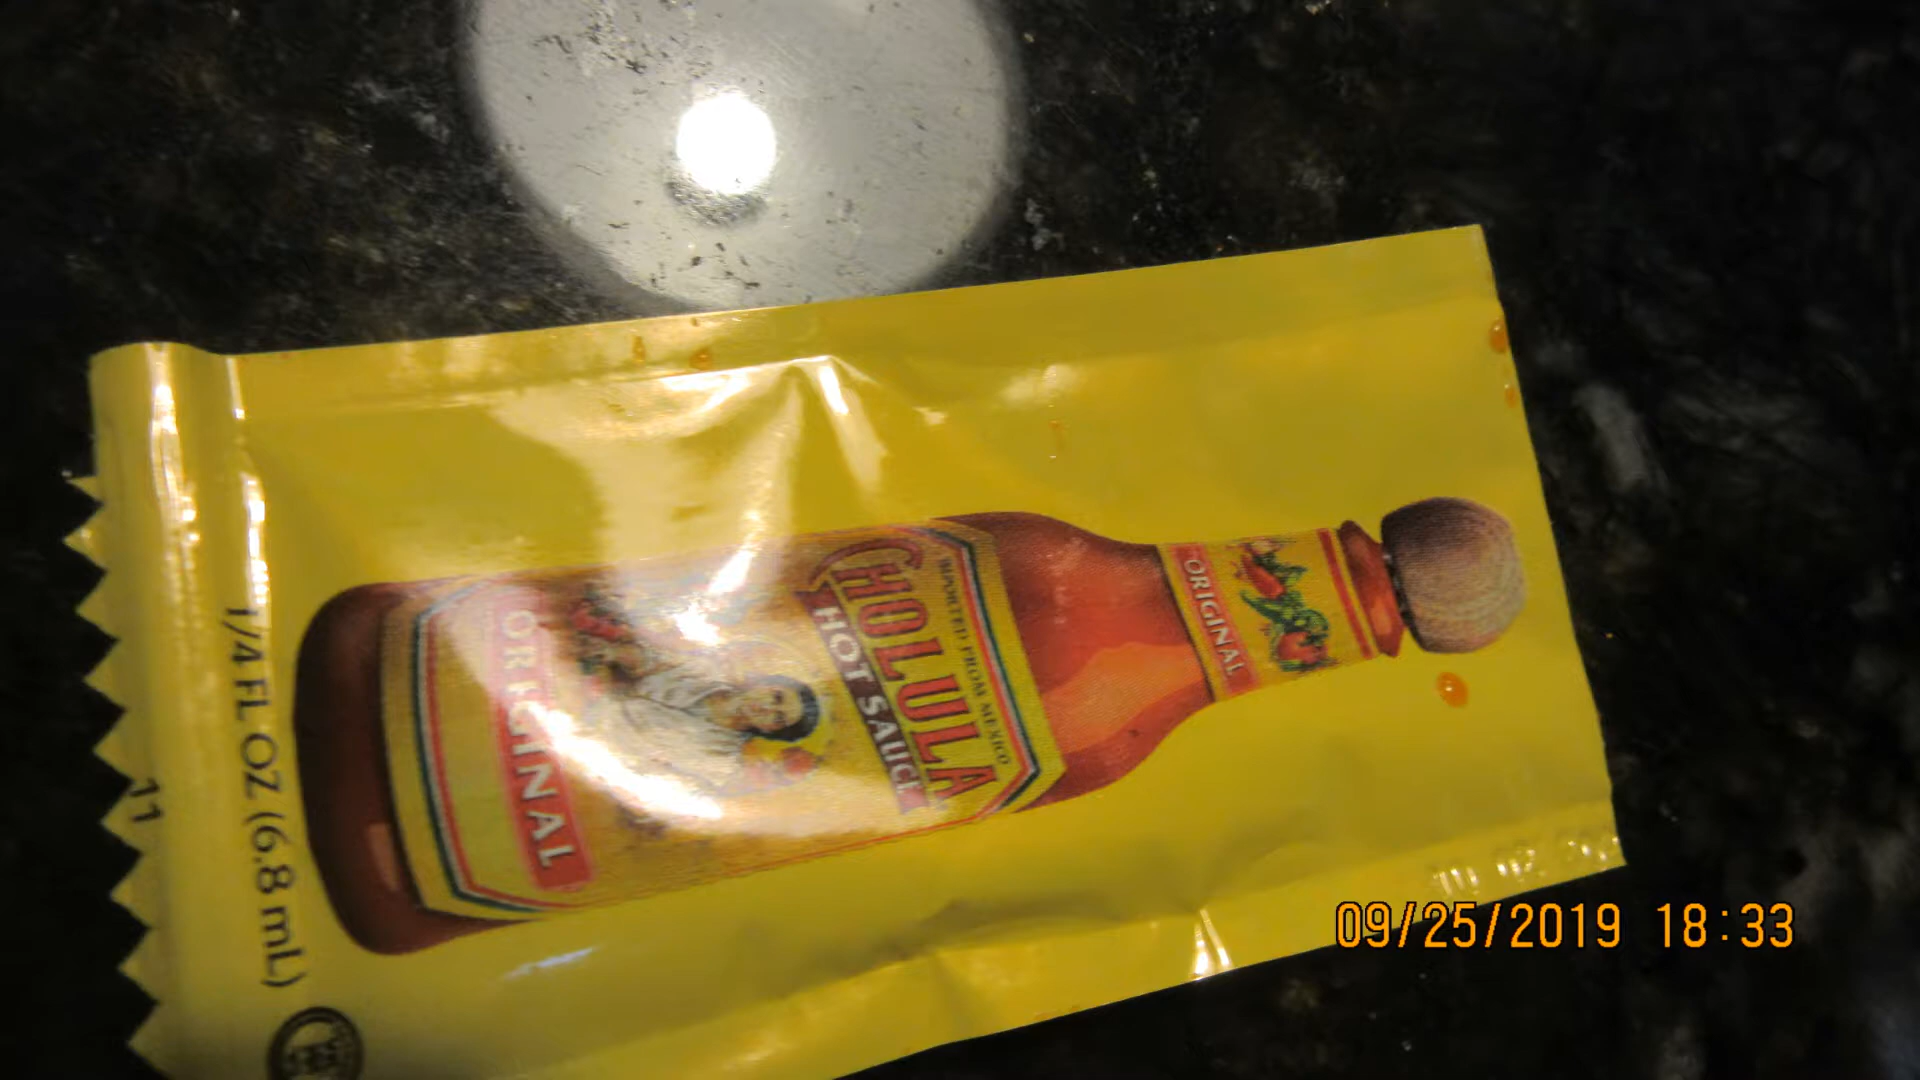 IMPORTED FROM MEXICO
CHOLULA
HOT SAUCE
ORIGINAL
ORIGINAL
1/4 FL OZ (6.8 mL)
11
09/25/2019 18:33